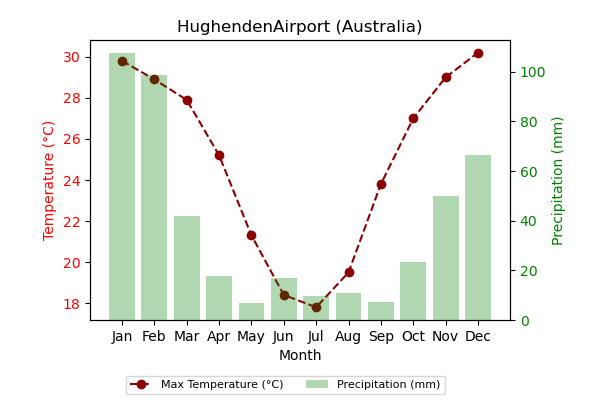 HughendenAirport (Australia)
30
28
26
24
22
20
18
Temperature (°C)
100
80
60
40
20
0
Precipitation (mm)
Jan Feb Mar Apr May Jun Jul Aug Sep Oct Nov Dec
Month
Max Temperature (°C) Precipitation (mm)